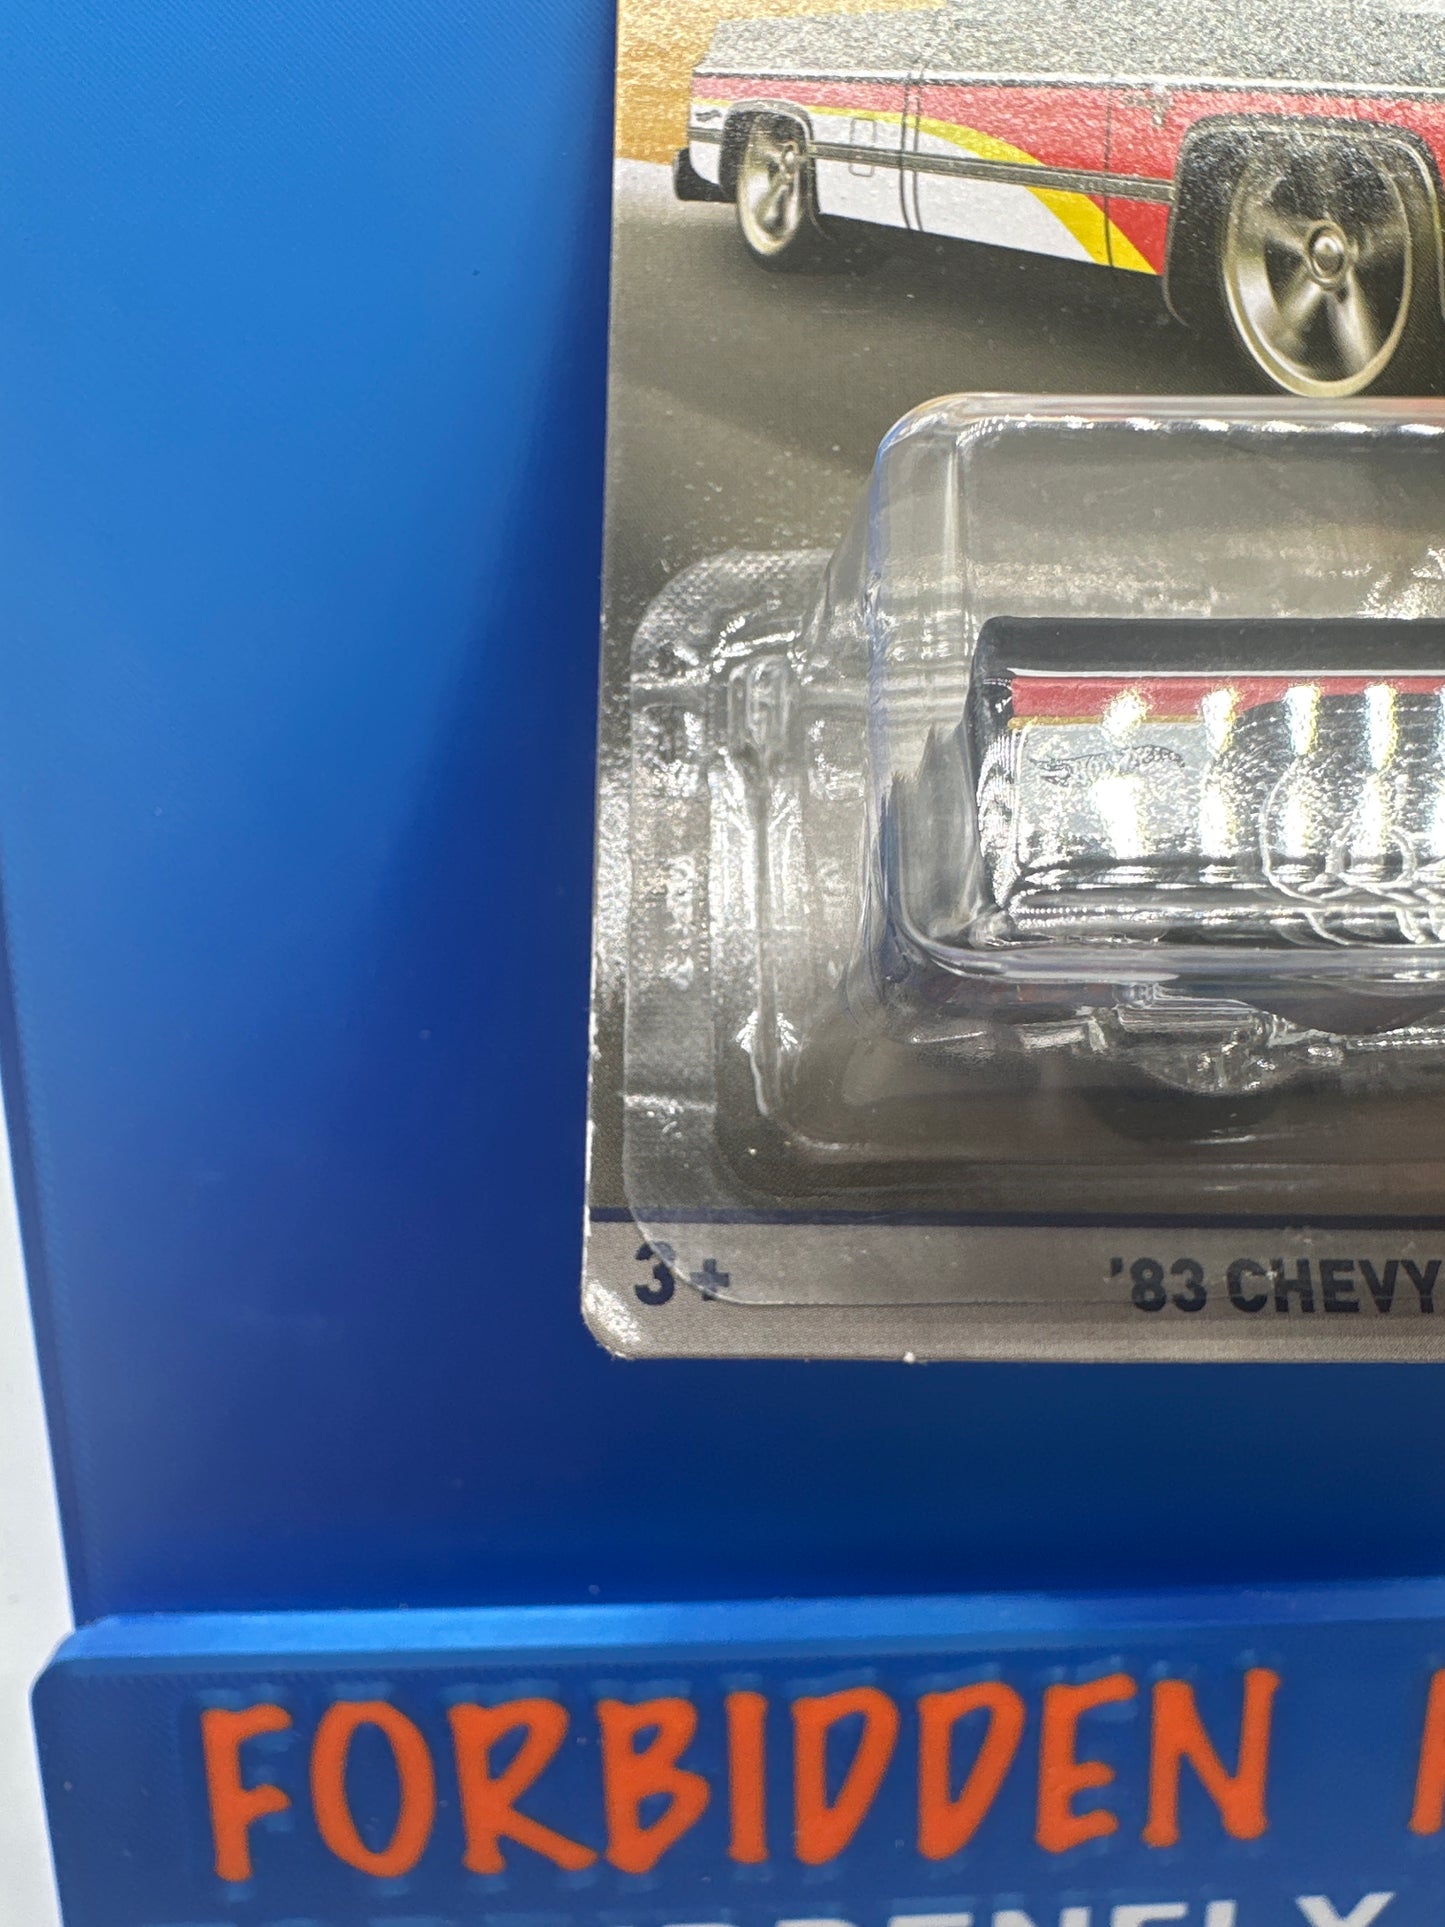 3+
'83 CHEVY
FORBIDDEN